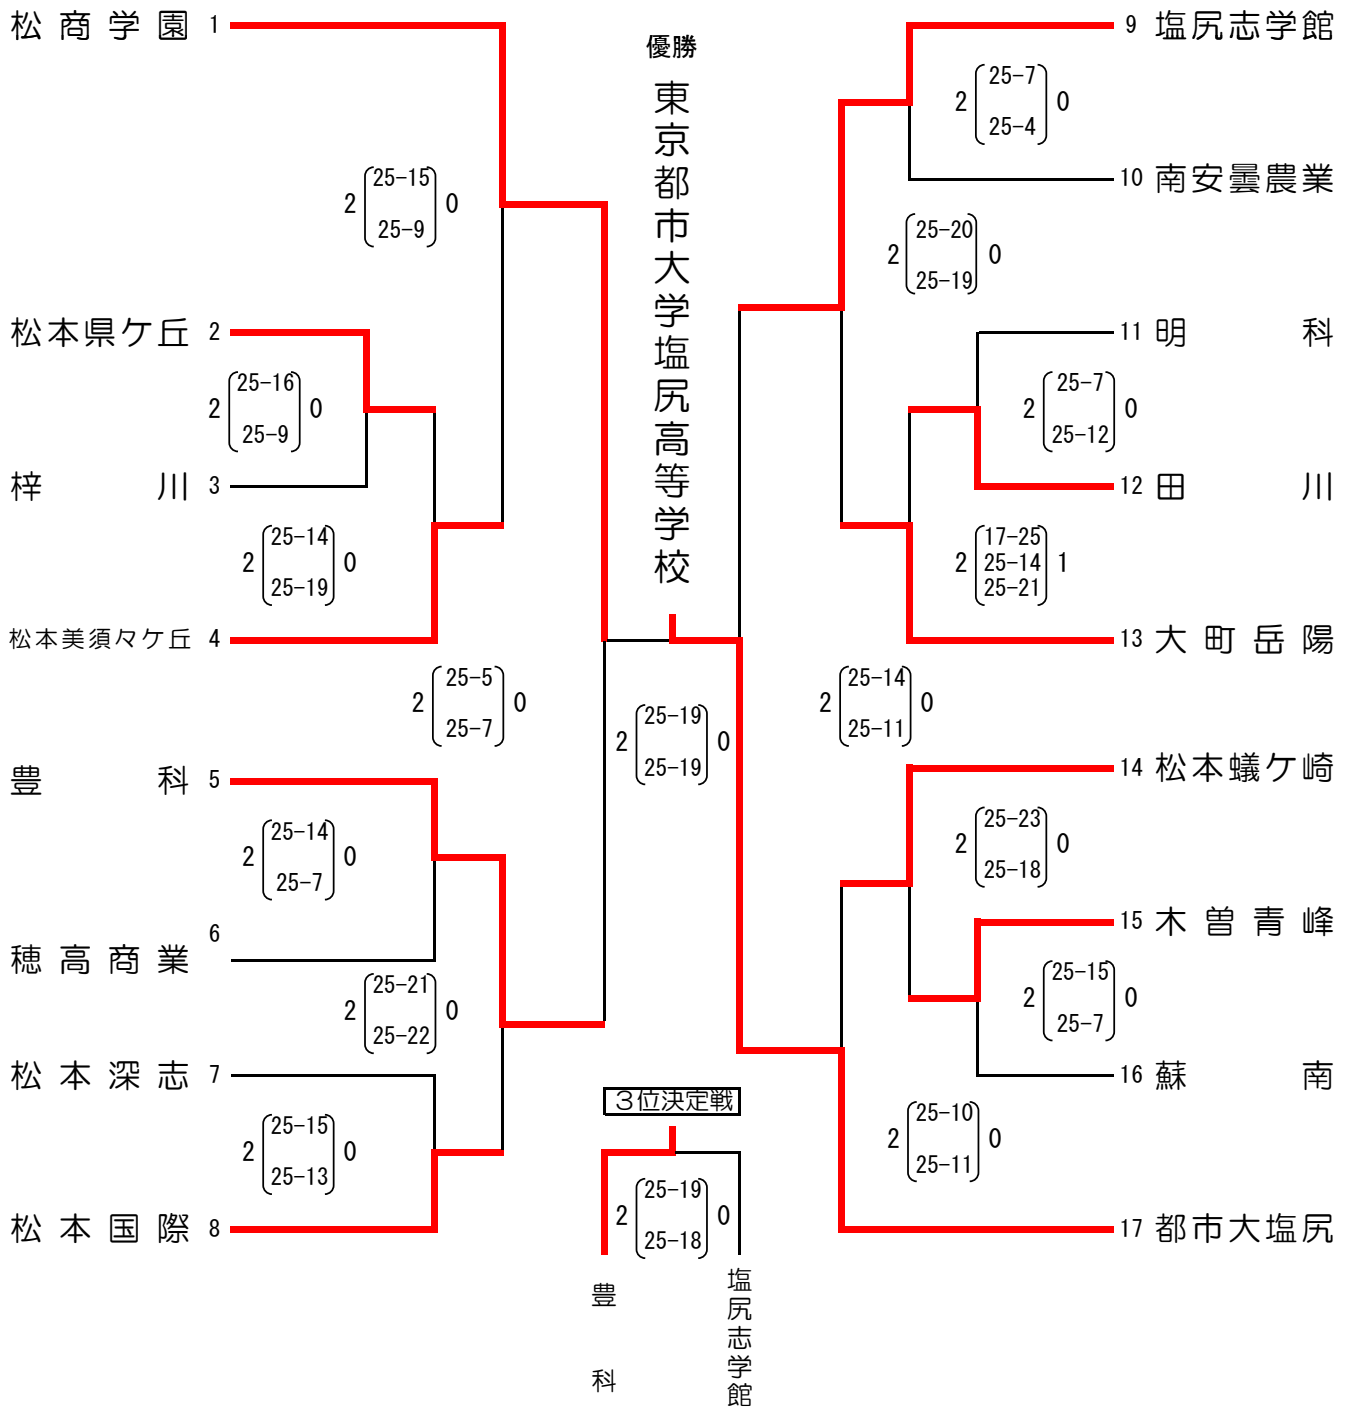 優勝
東京都市大学塩尻高等学校
松商学園 1
2 25-15 0
25-9
松本県ケ丘 2
2 25-16 0
25-9
梓川 3
2 25-14 0
25-19
松本美須々ケ丘 4
2 25-5 0
25-7
豊科 5
2 25-14 0
25-7
穂高商業 6
2 25-21 0
25-22
松本深志 7
2 25-15 0
25-13
松本国際 8
2 25-19 0
25-19
9 塩尻志学館
2 25-7 0
25-4
10 南安曇農業
2 25-20 0
25-19
11 明科
2 25-7 0
25-12
12 田川
2 17-25 1
25-14
25-21
13 大町岳陽
2 25-14 0
25-11
14 松本蟻ケ崎
2 25-23 0
25-18
15 木曽青峰
2 25-15 0
25-7
16 蘇南
2 25-10 0
25-11
17 都市大塩尻
3位決定戦
2 25-19 0
25-18
豊科
塩尻志学館